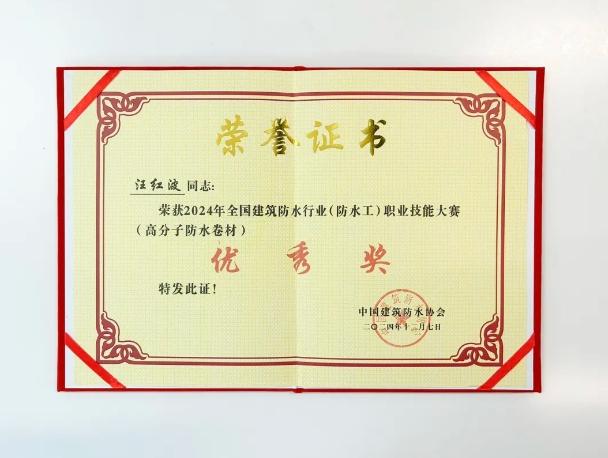 荣誉证书
汪红波 同志:
荣获2024年全国建筑防水行业(防水工)职业技能大赛
(高分子防水卷材)
优秀奖
特发此证!
中国建筑防水协会
二〇二四年十一月七日